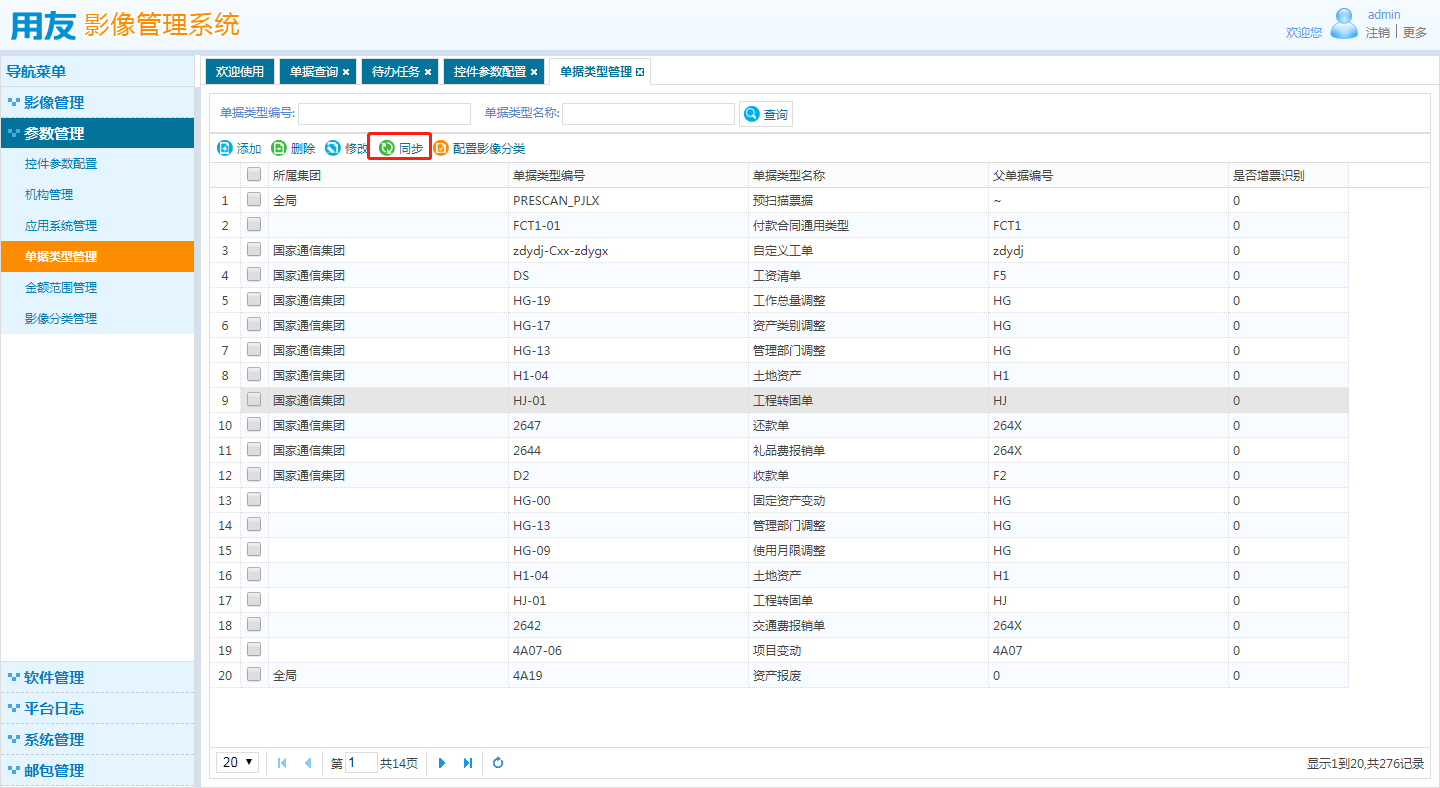 用友 影像管理系统
欢迎您 admin
注销 | 更多
导航菜单
影像管理
参数管理
控件参数配置
机构管理
应用系统管理
单据类型管理
金额范围管理
影像分类管理
软件管理
平台日志
系统管理
邮包管理
欢迎使用 单据查询 待办任务 控件参数配置 单据类型管理
单据类型编号: 单据类型名称: 查询
添加 删除 修改 同步 配置影像分类
所属集团 单据类型编号 单据类型名称 父单据编号 是否增票识别
1 全局 PRESCAN_PJLX 预扫描票据 ~ 0
2 FCT1-01 付款合同通用类型 FCT1 0
3 国家通信集团 zdydj-Cxx-zdygx 自定义工单 zdydj 0
4 国家通信集团 DS 工资清单 F5 0
5 国家通信集团 HG-19 工作总量调整 HG 0
6 国家通信集团 HG-17 资产类别调整 HG 0
7 国家通信集团 HG-13 管理部门调整 HG 0
8 国家通信集团 H1-04 土地资产 H1 0
9 国家通信集团 HJ-01 工程转固单 HJ 0
10 国家通信集团 2647 还款单 264X 0
11 国家通信集团 2644 礼品费报销单 264X 0
12 国家通信集团 D2 收款单 F2 0
13 HG-00 固定资产变动 HG 0
14 HG-13 管理部门调整 HG 0
15 HG-09 使用月限调整 HG 0
16 H1-04 土地资产 H1 0
17 HJ-01 工程转固单 HJ 0
18 2642 交通费报销单 264X 0
19 4A07-06 项目变动 4A07 0
20 全局 4A19 资产报废 0 0
20 第 1 共14页 显示1到20,共276记录